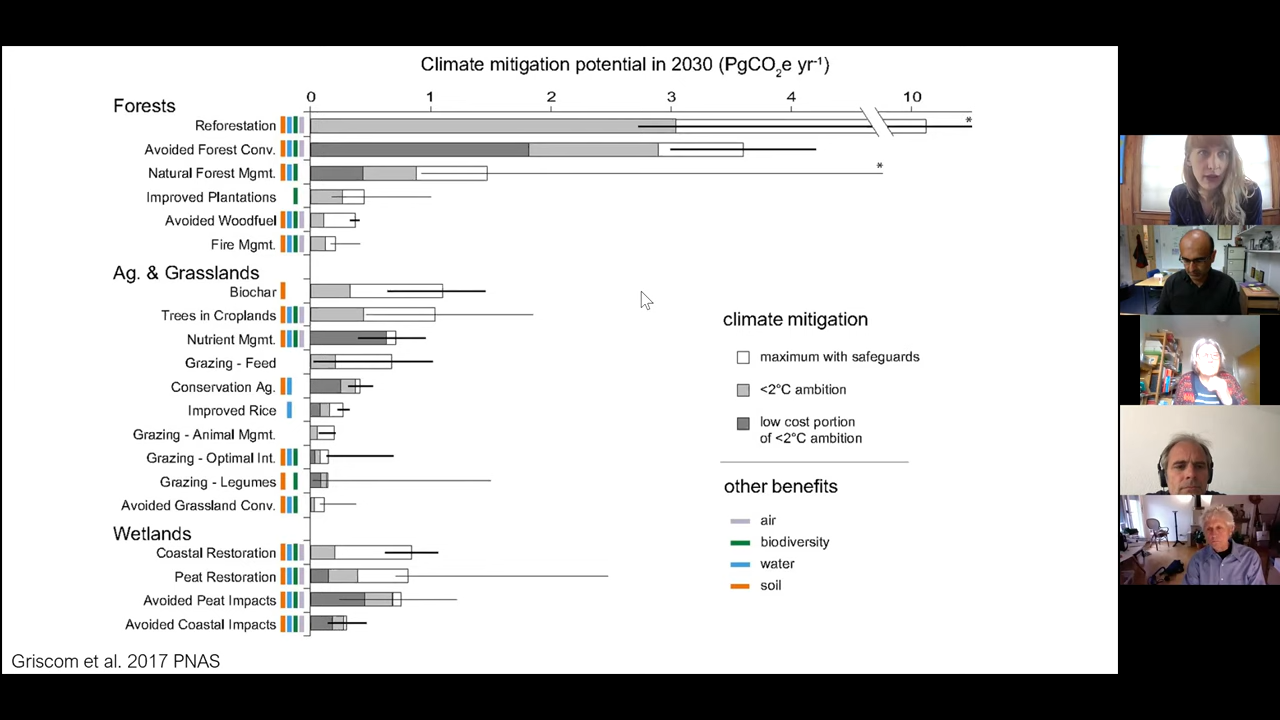 Climate mitigation potential in 2030 (PgCO2e yr-1)
0 1 2 3 4 10
Forests
Reforestation *
Avoided Forest Conv.
Natural Forest Mgmt. *
Improved Plantations
Avoided Woodfuel
Fire Mgmt.
Ag. & Grasslands
Biochar
Trees in Croplands
Nutrient Mgmt.
Grazing - Feed
Conservation Ag.
Improved Rice
Grazing - Animal Mgmt.
Grazing - Optimal Int.
Grazing - Legumes
Avoided Grassland Conv.
Wetlands
Coastal Restoration
Peat Restoration
Avoided Peat Impacts
Avoided Coastal Impacts
climate mitigation
maximum with safeguards
<2°C ambition
low cost portion
of <2°C ambition
other benefits
air
biodiversity
water
soil
Griscom et al. 2017 PNAS